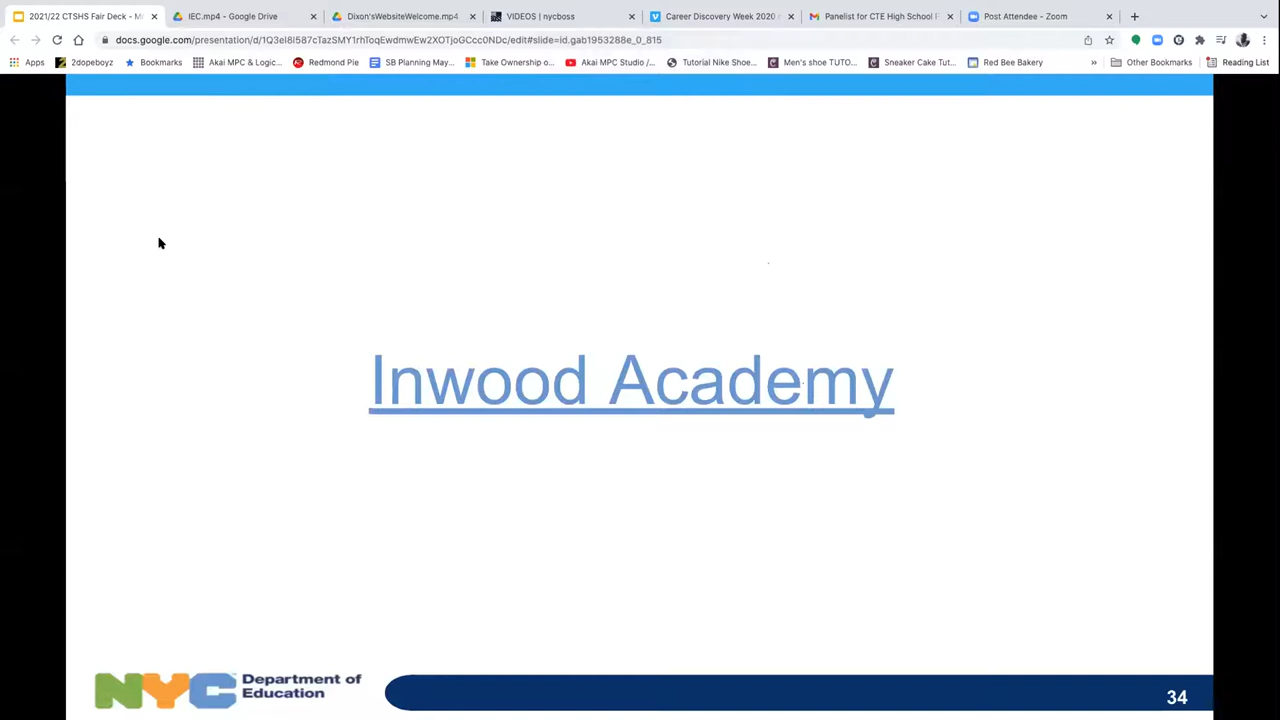 2021/22 CTSHS Fair Deck - M
IEC.mp4 - Google Drive
Dixon'sWebsiteWelcome.mp4
VIDEOS | nycboss
Career Discovery Week 2020
Panelist for CTE High School F
Post Attendee - Zoom
docs.google.com/presentation/d/1Q3eI8I587cTazSMY1rhToqEwdmwEw2XOTjoGCcc0NDc/edit#slide=id.gab1953288e_0_815
Apps
2dopeboyz
Bookmarks
Akai MPC & Logic...
Redmond Pie
SB Planning May...
Take Ownership o...
Akai MPC Studio /...
Tutorial Nike Shoe...
Men's shoe TUTO...
Sneaker Cake Tut...
Red Bee Bakery
»
Other Bookmarks
Reading List
Inwood Academy
NYC
Department of
Education
34